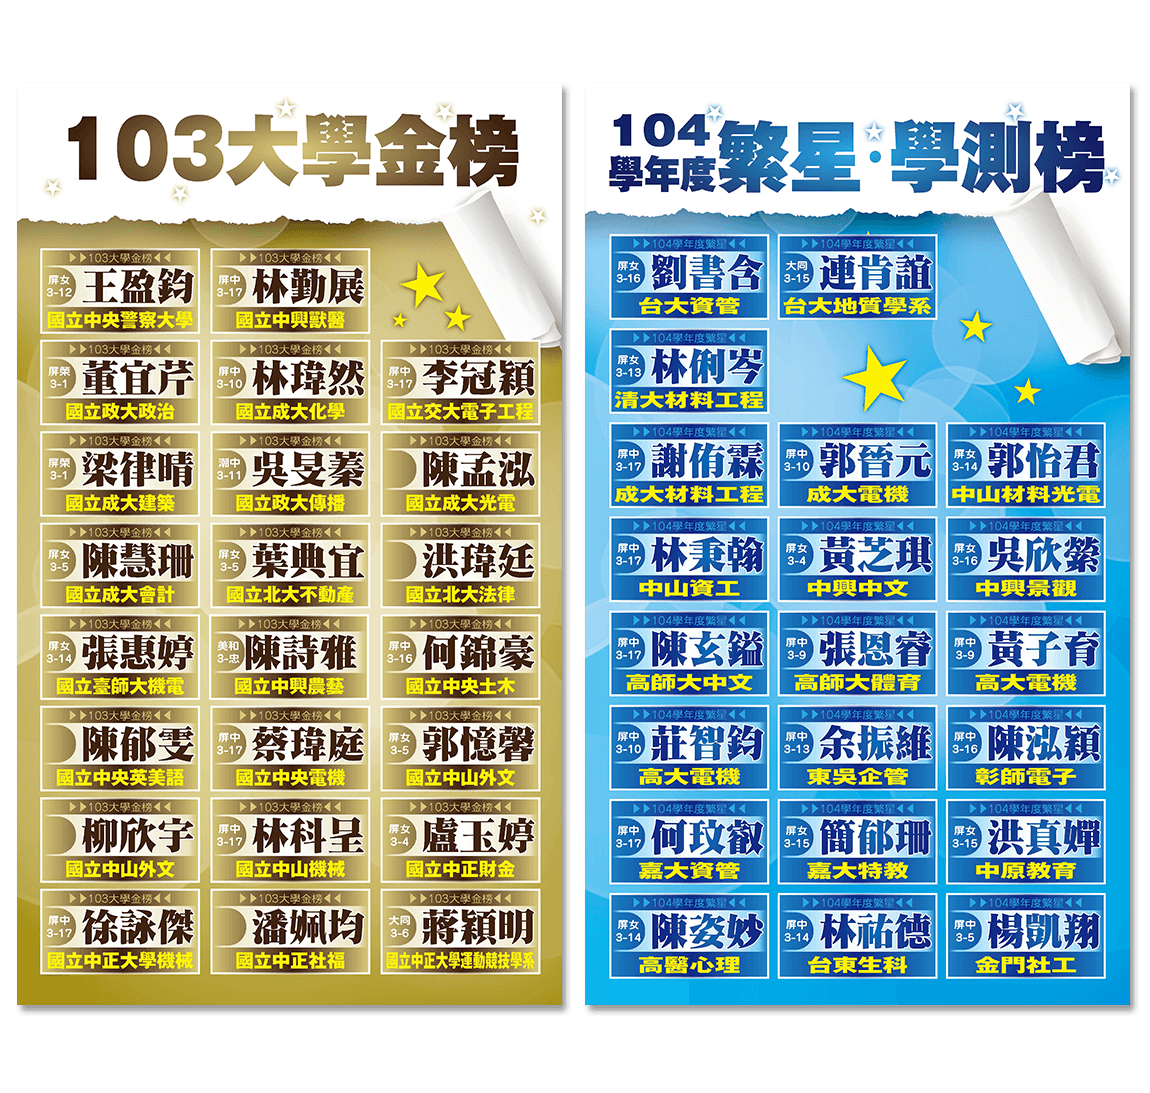 103大學金榜
▶▶103大學金榜◀◀
屏女
3-12
王盈鈞
國立中央警察大學
▶▶103大學金榜◀◀
屏中
3-17
林勤展
國立中興獸醫
▶▶103大學金榜◀◀
屏榮
3-1
董宜芹
國立政大政治
▶▶103大學金榜◀◀
屏中
3-10
林瑋然
國立成大化學
▶▶103大學金榜◀◀
屏中
3-17
李冠穎
國立交大電子工程
▶▶103大學金榜◀◀
屏榮
3-1
梁律晴
國立成大建築
▶▶103大學金榜◀◀
潮中
3-11
吳旻蓁
國立政大傳播
▶▶103大學金榜◀◀
陳孟泓
國立成大光電
▶▶103大學金榜◀◀
屏女
3-5
陳慧珊
國立成大會計
▶▶103大學金榜◀◀
屏女
3-5
葉典宜
國立北大不動產
▶▶103大學金榜◀◀
洪瑋廷
國立北大法律
▶▶103大學金榜◀◀
屏女
3-14
張惠婷
國立臺師大機電
▶▶103大學金榜◀◀
美和
3-忠
陳詩雅
國立中興農藝
▶▶103大學金榜◀◀
屏中
3-16
何錦豪
國立中央土木
▶▶103大學金榜◀◀
陳郁雯
國立中央英美語
▶▶103大學金榜◀◀
屏中
3-17
蔡瑋庭
國立中央電機
▶▶103大學金榜◀◀
屏女
3-5
郭憶馨
國立中山外文
▶▶103大學金榜◀◀
柳欣宇
國立中山外文
▶▶103大學金榜◀◀
屏中
3-17
林科呈
國立中山機械
▶▶103大學金榜◀◀
屏女
3-4
盧玉婷
國立中正財金
▶▶103大學金榜◀◀
屏中
3-17
徐詠傑
國立中正大學機械
▶▶103大學金榜◀◀
潘姵均
國立中正社福
▶▶103大學金榜◀◀
大同
3-6
蔣穎明
國立中正大學運動競技學系
104
學年度
繁星·學測榜
▶▶104學年度繁星◀◀
屏女
3-16
劉書含
台大資管
▶▶104學年度繁星◀◀
大同
3-15
連肯誼
台大地質學系
▶▶104學年度繁星◀◀
屏女
3-13
林俐岑
清大材料工程
▶▶104學年度繁星◀◀
屏中
3-17
謝侑霖
成大材料工程
▶▶104學年度繁星◀◀
屏中
3-10
郭晉元
成大電機
▶▶104學年度繁星◀◀
屏女
3-14
郭怡君
中山材料光電
▶▶104學年度繁星◀◀
屏中
3-17
林秉翰
中山資工
▶▶104學年度繁星◀◀
屏女
3-4
黃芝琪
中興中文
▶▶104學年度繁星◀◀
屏女
3-16
吳欣縈
中興景觀
▶▶104學年度繁星◀◀
屏中
3-17
陳玄鎰
高師大中文
▶▶104學年度繁星◀◀
屏中
3-9
張恩睿
高師大體育
▶▶104學年度繁星◀◀
屏中
3-9
黃子育
高大電機
▶▶104學年度繁星◀◀
屏中
3-10
莊智鈞
高大電機
▶▶104學年度繁星◀◀
屏中
3-13
余振維
東吳企管
▶▶104學年度繁星◀◀
屏中
3-16
陳泓穎
彰師電子
▶▶104學年度繁星◀◀
屏中
3-17
何玟叡
嘉大資管
▶▶104學年度繁星◀◀
屏女
3-15
簡郁珊
嘉大特教
▶▶104學年度繁星◀◀
屏女
3-15
洪真嬋
中原教育
▶▶104學年度繁星◀◀
屏女
3-14
陳姿妙
高醫心理
▶▶104學年度繁星◀◀
屏中
3-14
林祐德
台東生科
▶▶104學年度繁星◀◀
屏中
3-5
楊凱翔
金門社工